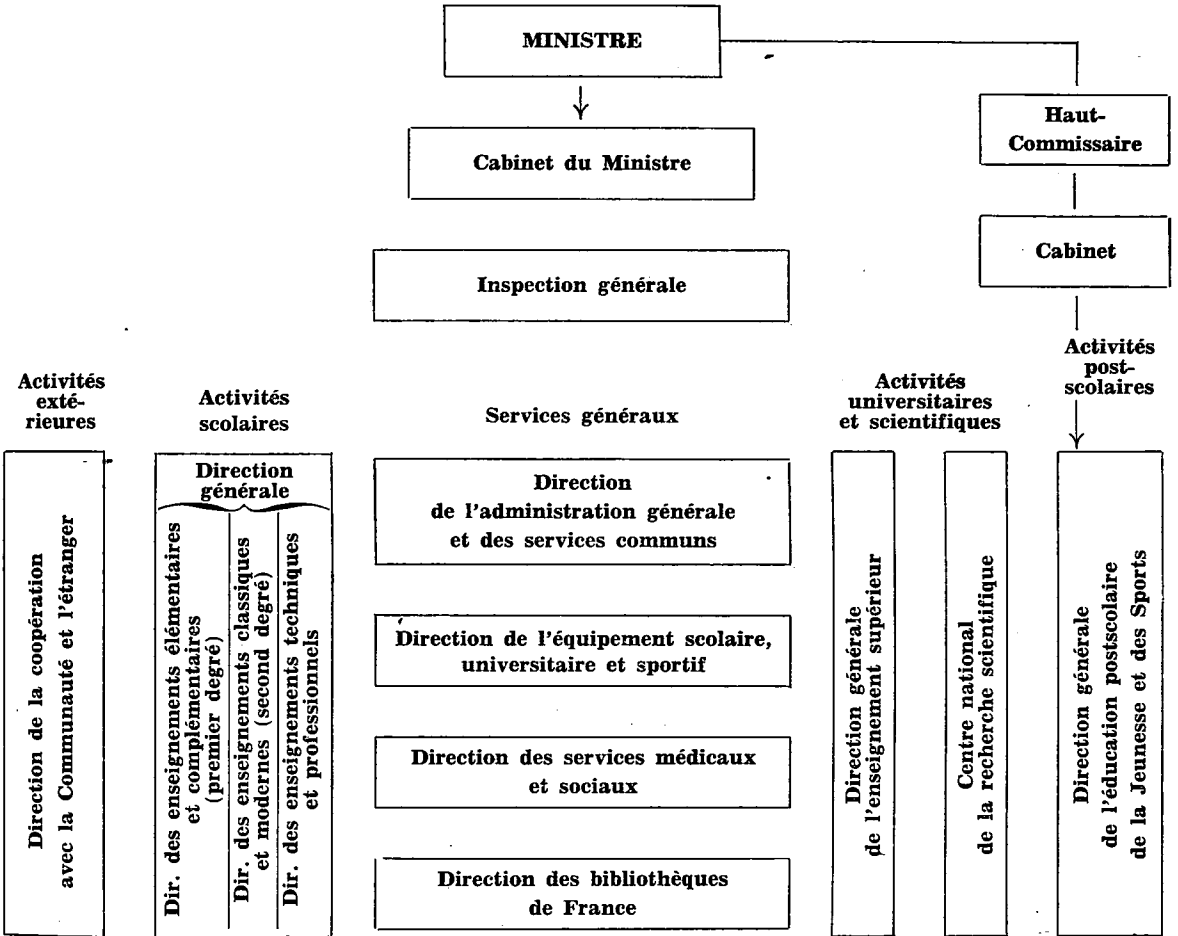 MINISTRE
Haut-
Commissaire
Cabinet du Ministre
Cabinet
Inspection générale
Activités
exté-
rieures
Activités
scolaires
Services généraux
Activités
universitaires
et scientifiques
Activités
post-
scolaires
Direction de la coopération
avec la Communauté et l'étranger
Direction
générale
Dir. des enseignements élémentaires
et complémentaires
(premier degré)
Dir. des enseignements classiques
et modernes (second degré)
Dir. des enseignements techniques
et professionnels
Direction
de l'administration générale
et des services communs
Direction de l'équipement scolaire,
universitaire et sportif
Direction des services médicaux
et sociaux
Direction des bibliothèques
de France
Direction générale
de l'enseignement supérieur
Centre national
de la recherche scientifique
Direction générale
de l'éducation postscolaire
de la Jeunesse et des Sports